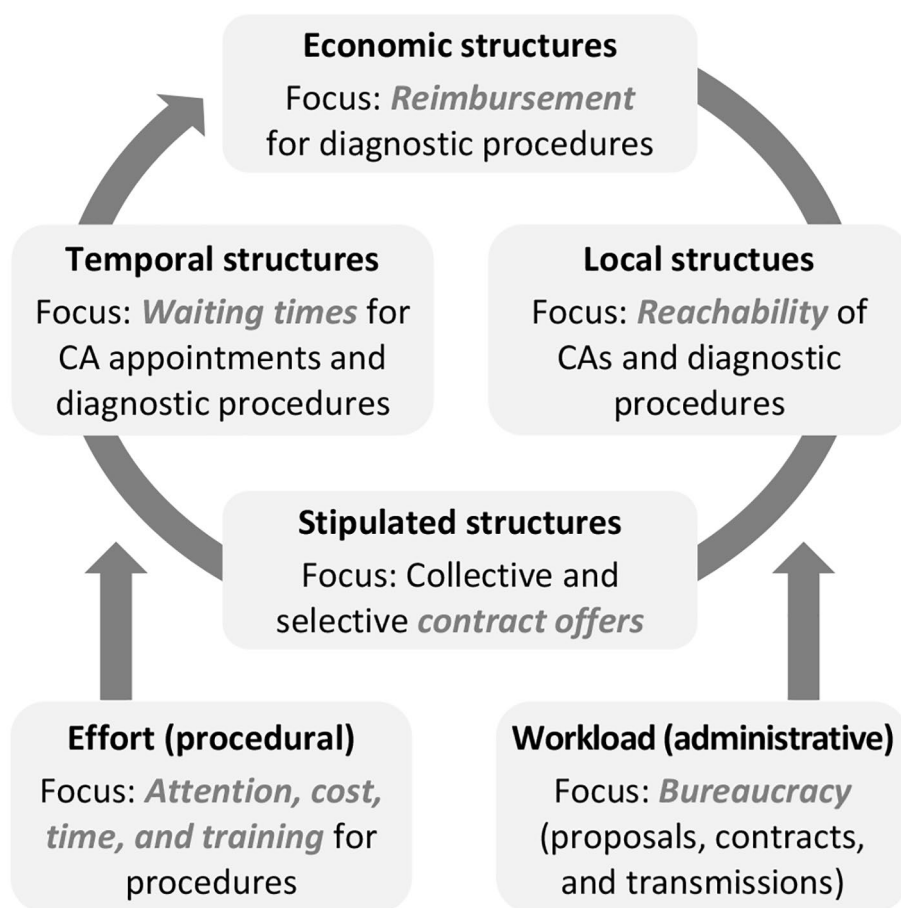 Economic structures
Focus: Reimbursement
for diagnostic procedures
Temporal structures
Focus: Waiting times for
CA appointments and
diagnostic procedures
Local structues
Focus: Reachability of
CAs and diagnostic
procedures
Stipulated structures
Focus: Collective and
selective contract offers
Effort (procedural)
Focus: Attention, cost,
time, and training for
procedures
Workload (administrative)
Focus: Bureaucracy
(proposals, contracts,
and transmissions)